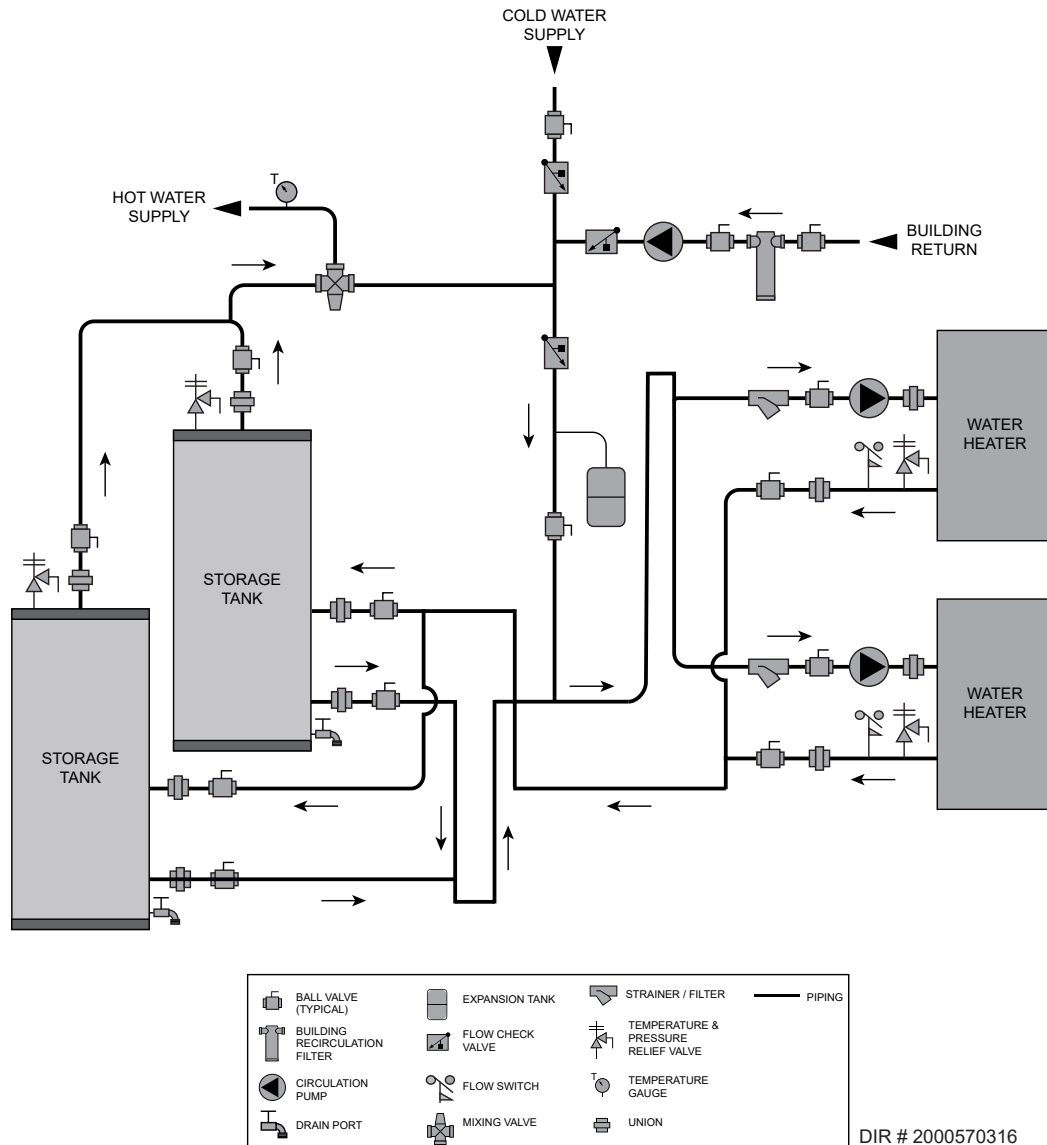 COLD WATER
SUPPLY
T
HOT WATER
SUPPLY
BUILDING
RETURN
WATER
HEATER
STORAGE
TANK
WATER
HEATER
STORAGE
TANK
BALL VALVE
(TYPICAL)
BUILDING
RECIRCULATION
FILTER
CIRCULATION
PUMP
DRAIN PORT
EXPANSION TANK
FLOW CHECK
VALVE
FLOW SWITCH
MIXING VALVE
STRAINER / FILTER
TEMPERATURE &
PRESSURE
RELIEF VALVE
T
TEMPERATURE
GAUGE
UNION
PIPING
DIR # 2000570316